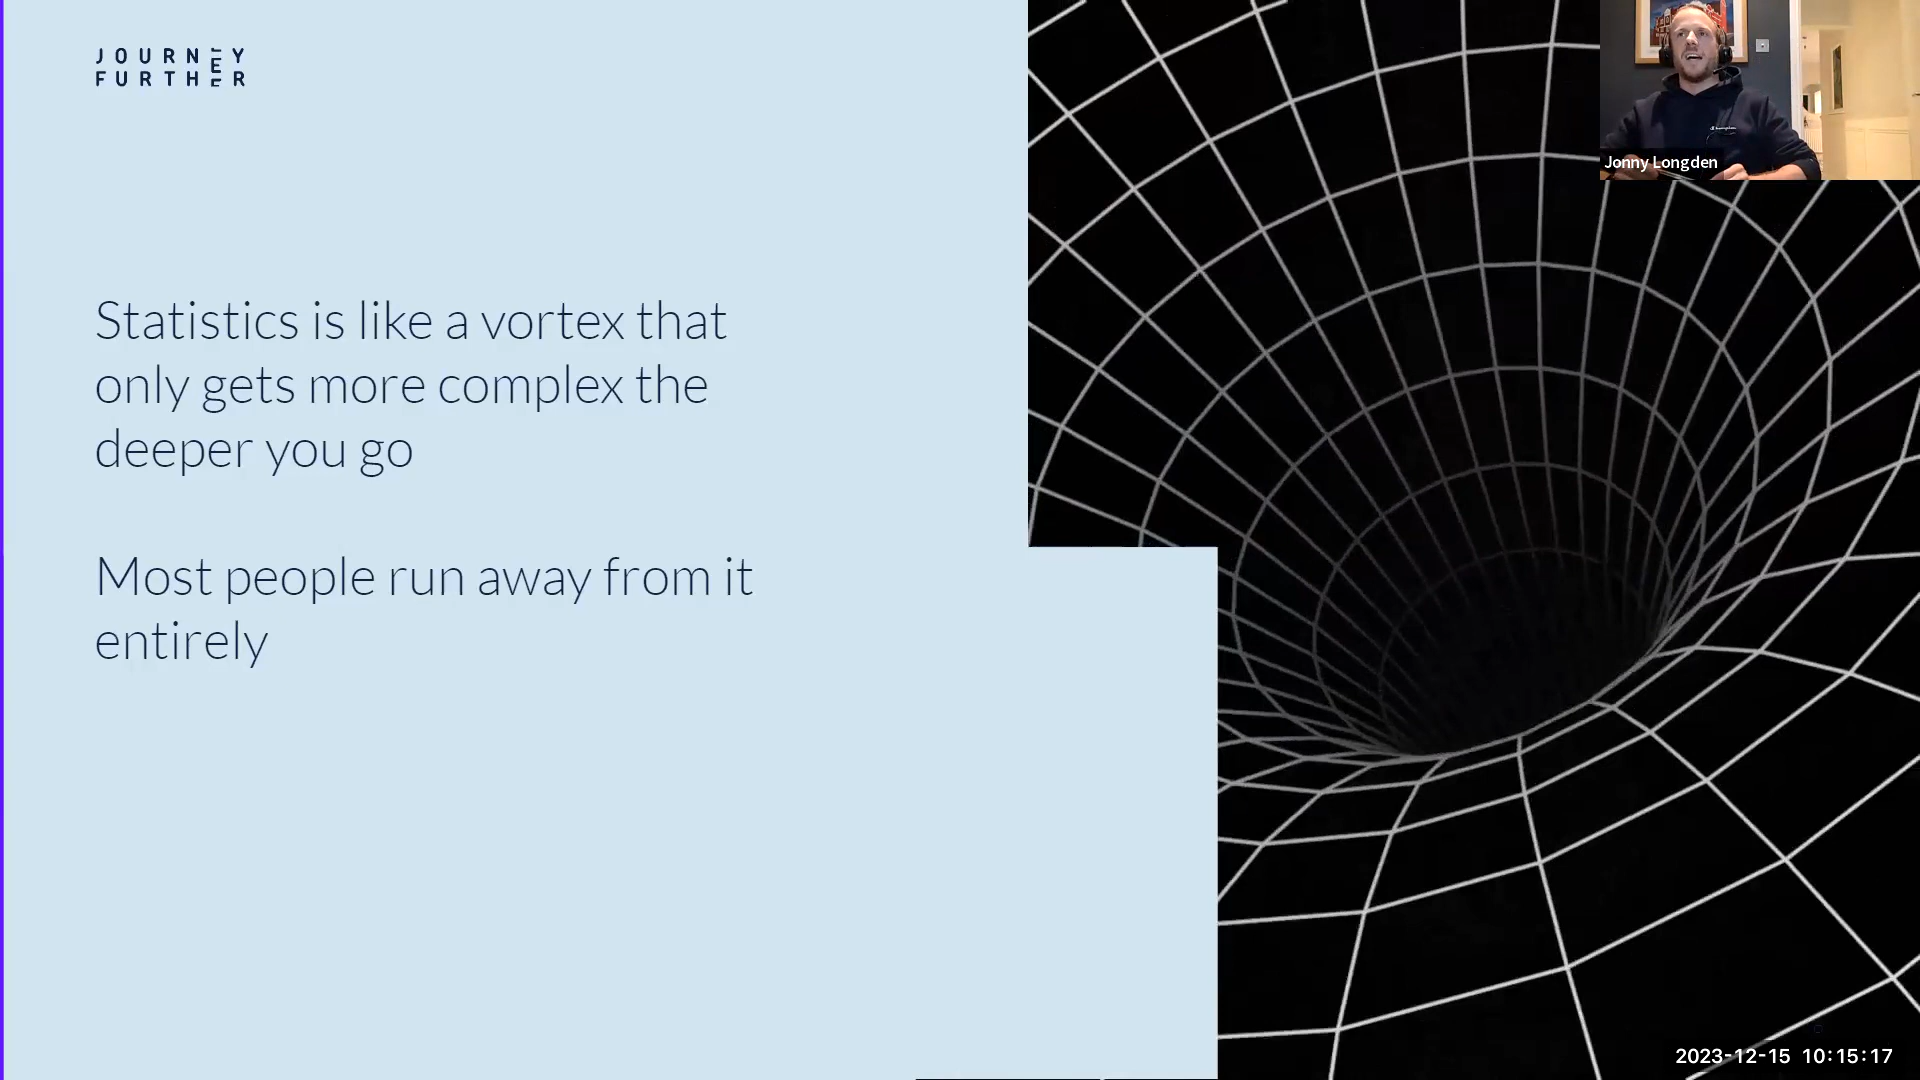 JOURNEY
FURTHER
Jonny Longden
Statistics is like a vortex that
only gets more complex the
deeper you go
Most people run away from it
entirely
2023-12-15 10:15:17